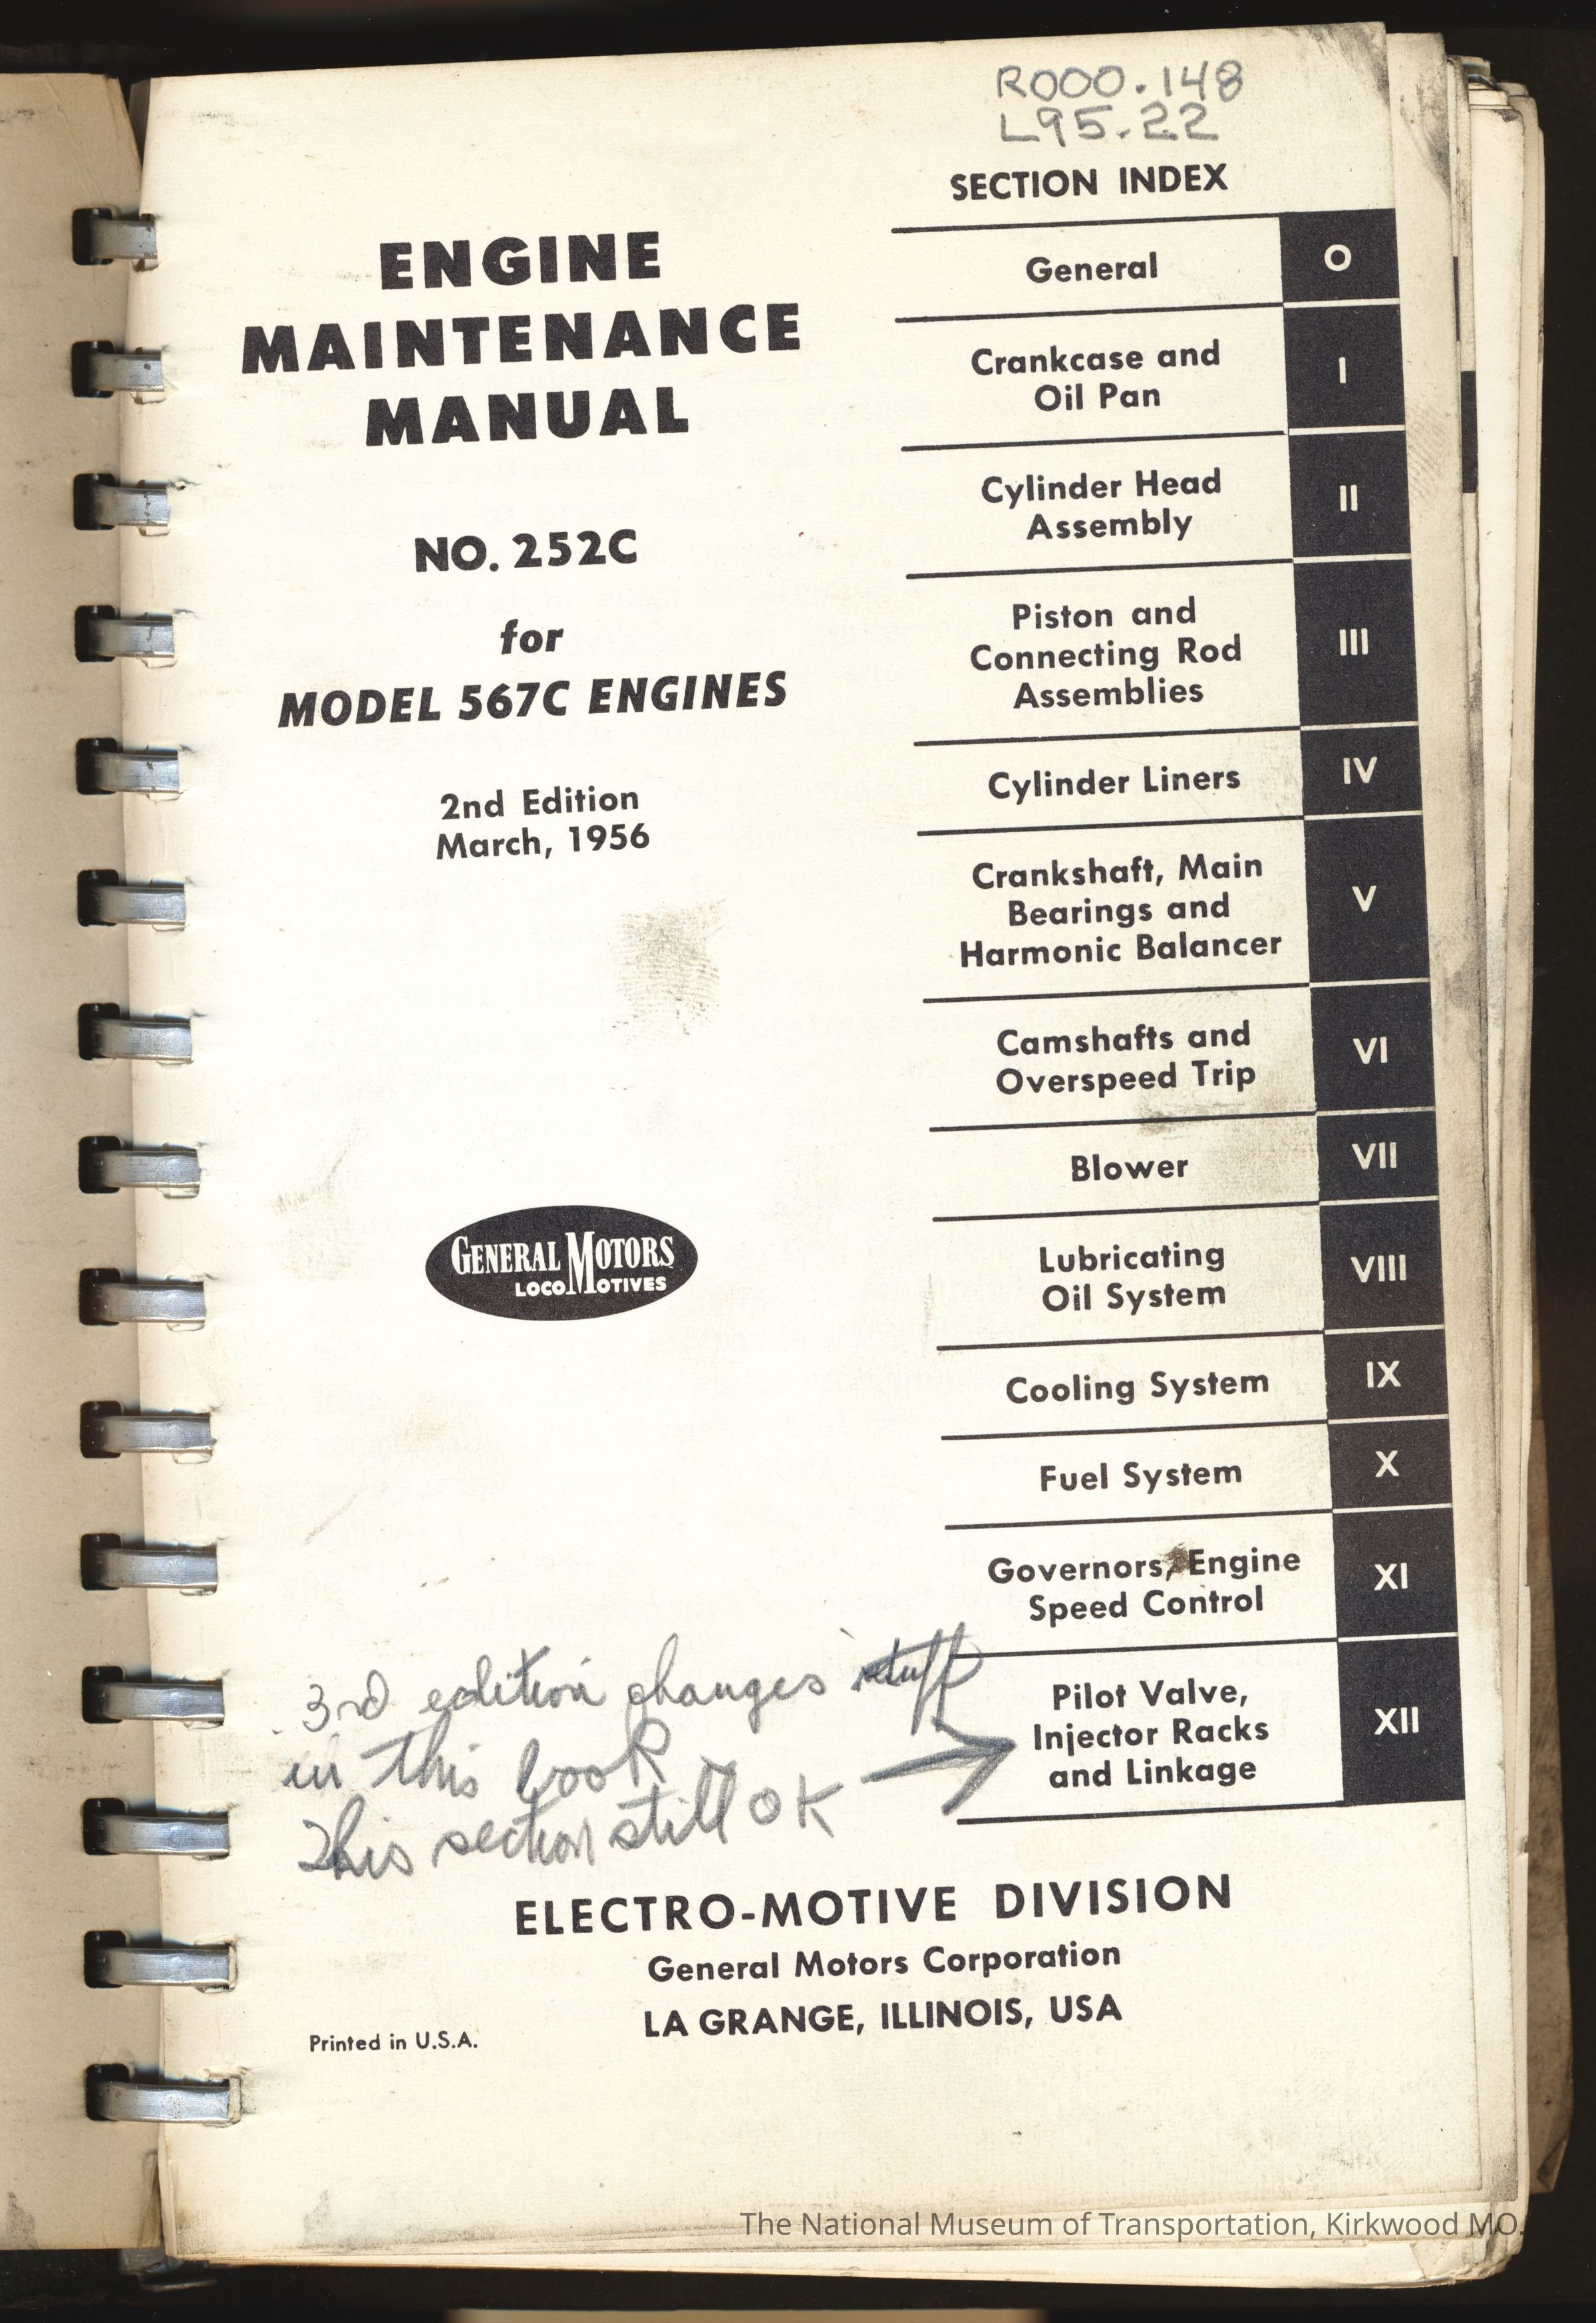 R000.148
L95.22
SECTION INDEX
ENGINE
MAINTENANCE
MANUAL
NO. 252C
for
MODEL 567C ENGINES
2nd Edition
March, 1956
General O
Crankcase and
Oil Pan
I
Cylinder Head
Assembly
II
Piston and
Connecting Rod
Assemblies
III
Cylinder Liners IV
Crankshaft, Main
Bearings and
Harmonic Balancer
V
Camshafts and
Overspeed Trip
VI
Blower VII
Lubricating
Oil System
VIII
Cooling System IX
Fuel System X
Governors, Engine
Speed Control
XI
Pilot Valve,
Injector Racks
and Linkage
XII
GENERAL MOTORS
LOCOMOTIVES
3rd edition changes stuff
in this book
This section still OK
ELECTRO-MOTIVE DIVISION
General Motors Corporation
LA GRANGE, ILLINOIS, USA
Printed in U.S.A.
The National Museum of Transportation, Kirkwood MO.